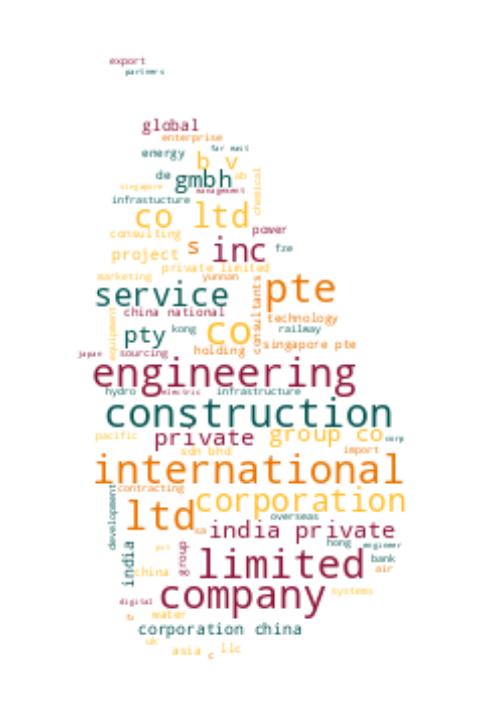 export
partners
global
enterprise
far east
energy
b v
de
gmbh
ab
singapore
management
chemical
infrastucture
co ltd
consulting
power
s
inc
fze
project
private limited
marketing
yunnan
consultants
pte
service
china national
technology
equipment
pty
kong
co
railway
singapore pte
japan
sourcing
holding
engineering
hydro
electric
infrastructure
construction
pacific
private
group co
corp
sdn bhd
import
international
contracting
development
corporation
ltd
overseas
sa
india private
hong
engineer
india
group
limited
bank
china
air
company
systems
digital
water
corporation china
uk
asia
c
llc